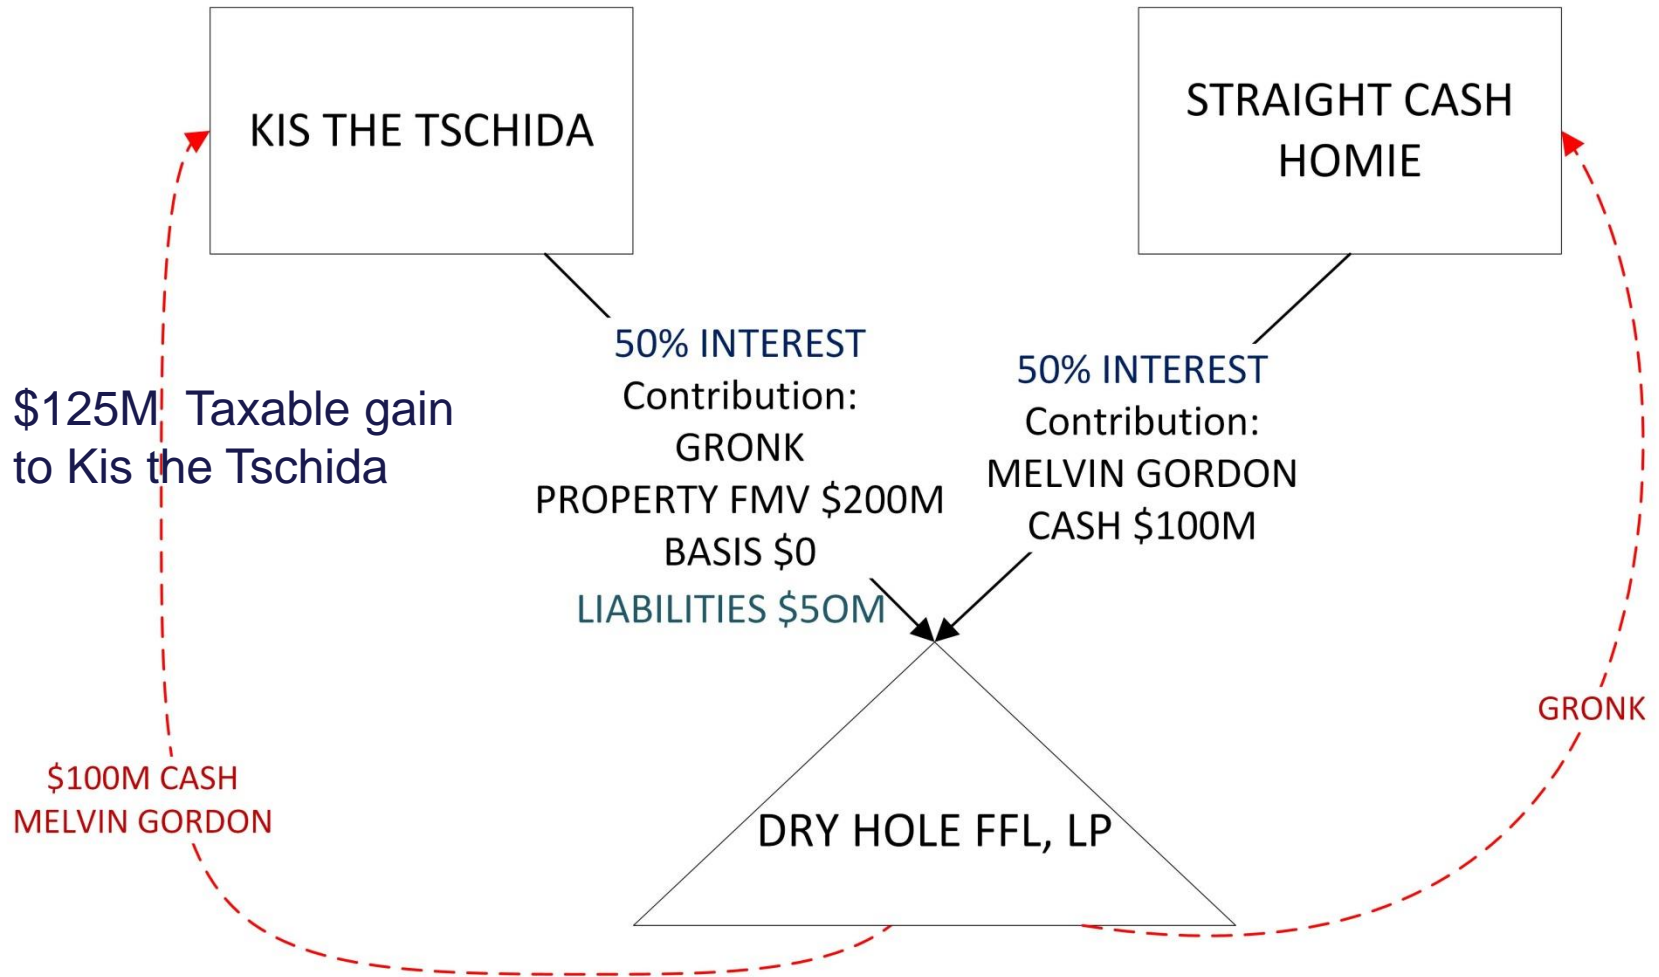 KIS THE TSCHIDA
STRAIGHT CASH
HOMIE
$125M Taxable gain
to Kis the Tschida
50% INTEREST
Contribution:
GRONK
PROPERTY FMV $200M
BASIS $0
LIABILITIES $5OM
50% INTEREST
Contribution:
MELVIN GORDON
CASH $100M
GRONK
$100M CASH
MELVIN GORDON
DRY HOLE FFL, LP